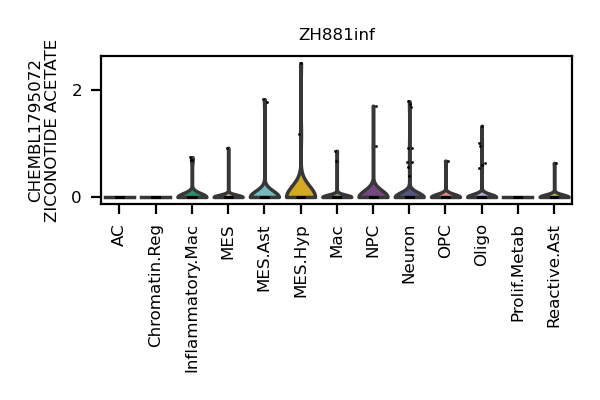 ZH881inf
CHEMBL1795072
ZICONOTIDE ACETATE
2
0
AC
Chromatin.Reg
Inflammatory.Mac
MES
MES.Ast
MES.Hyp
Mac
NPC
Neuron
OPC
Oligo
Prolif.Metab
Reactive.Ast